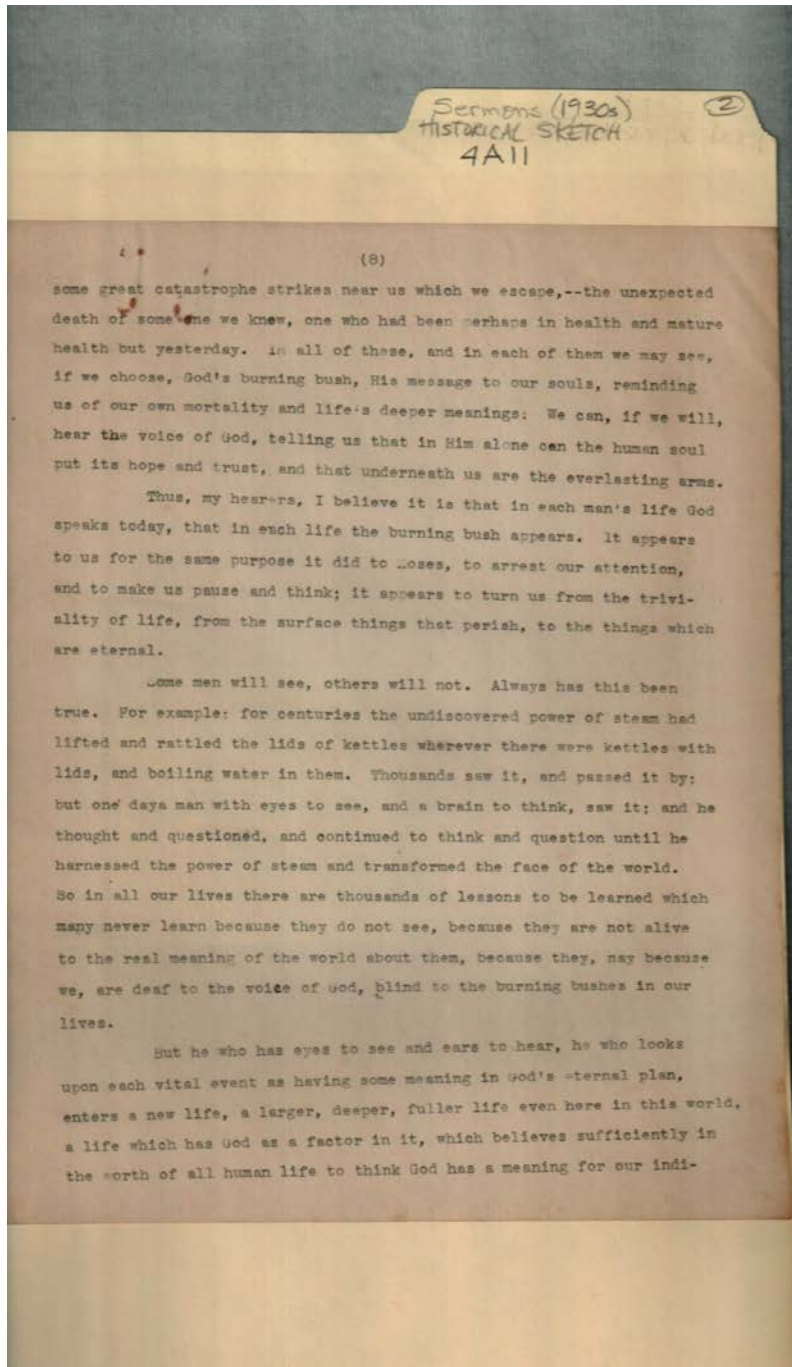 Sermons (1930s) 2
HISTORICAL SKETCH
4A11
(8)
some great catastrophe strikes near us which we escape,--the unexpected
death of some one we knew, one who had been perhaps in health and mature
health but yesterday. In all of these, and in each of them we may see,
if we choose, God's burning bush, His message to our souls, reminding
us of our own mortality and life's deeper meanings: We can, if we will,
hear the voice of God, telling us that in Him alone can the human soul
put its hope and trust, and that underneath us are the everlasting arms.
Thus, my hearers, I believe it is that in each man's life God
speaks today, that in each life the burning bush appears. It appears
to us for the same purpose it did to Moses, to arrest our attention,
and to make us pause and think; it appears to turn us from the trivi-
ality of life, from the surface things that perish, to the things which
are eternal.
Some men will see, others will not. Always has this been
true. For example: for centuries the undiscovered power of steam had
lifted and rattled the lids of kettles wherever there were kettles with
lids, and boiling water in them. Thousands saw it, and passed it by:
but one daya man with eyes to see, and a brain to think, saw it; and he
thought and questioned, and continued to think and question until he
harnessed the power of steam and transformed the face of the world.
So in all our lives there are thousands of lessons to be learned which
many never learn because they do not see, because they are not alive
to the real meaning of the world about them, because they, nay because
we, are deaf to the voice of God, blind to the burning bushes in our
lives.
But he who has eyes to see and ears to hear, he who looks
upon each vital event as having some meaning in God's eternal plan,
enters a new life, a larger, deeper, fuller life even here in this world,
a life which has God as a factor in it, which believes sufficiently in
the worth of all human life to think God has a meaning for our indi-